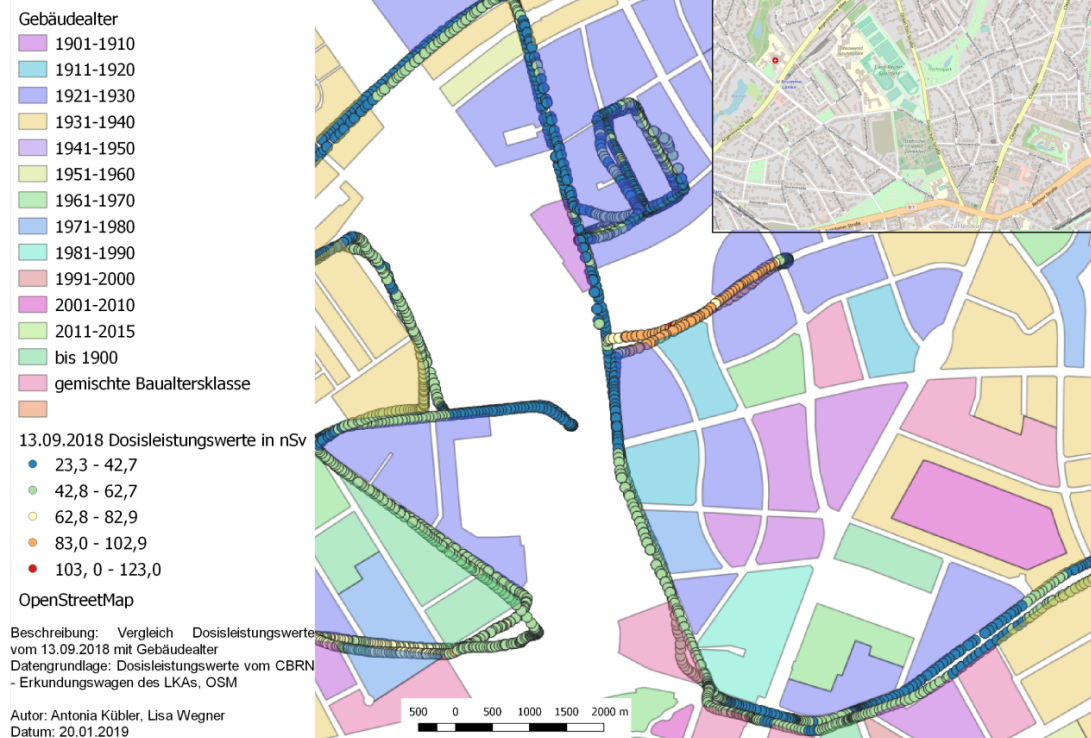 Gebäudealter
1901-1910
1911-1920
1921-1930
1931-1940
1941-1950
1951-1960
1961-1970
1971-1980
1981-1990
1991-2000
2001-2010
2011-2015
bis 1900
gemischte Baualtersklasse
13.09.2018 Dosisleistungswerte in nSv
23,3 - 42,7
42,8 - 62,7
62,8 - 82,9
83,0 - 102,9
103, 0 - 123,0
OpenStreetMap
Beschreibung: Vergleich Dosisleistungswerte
vom 13.09.2018 mit Gebäudealter
Datengrundlage: Dosisleistungswerte vom CBRN
- Erkundungswagen des LKAs, OSM
Autor: Antonia Kübler, Lisa Wegner
Datum: 20.01.2019
500 0 500 1000 1500 2000 m